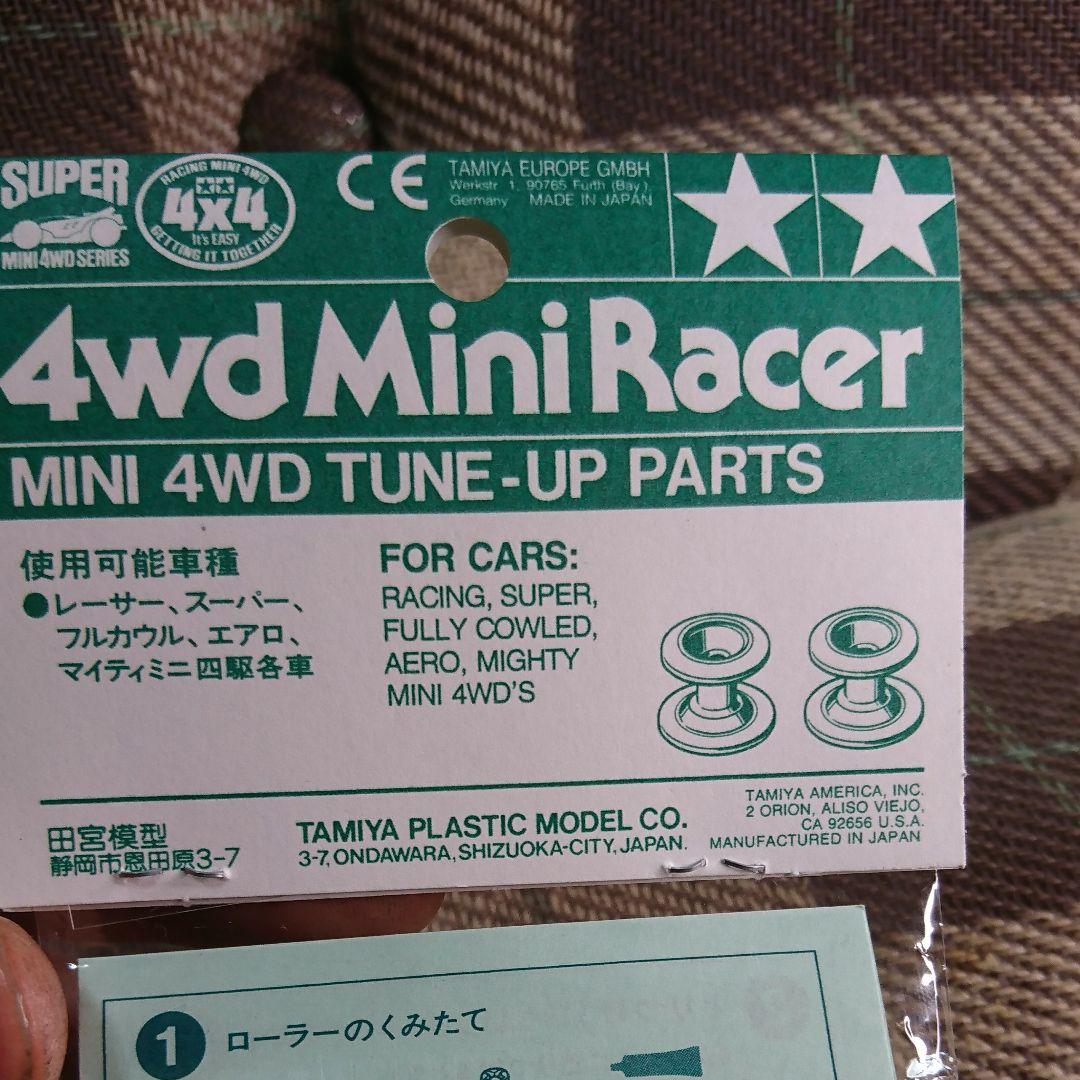 SUPER
MINI 4WD SERIES
RACING MINI 4WD
4x4
It's EASY
GETTING IT TOGETHER
CE
TAMIYA EUROPE GMBH
Werkstr. 1, 90765 Fürth (Bay),
Germany MADE IN JAPAN
4wd Mini Racer
MINI 4WD TUNE-UP PARTS
使用可能車種
●レーサー、スーパー、
フルカウル、エアロ、
マイティミニ四駆各車
FOR CARS:
RACING, SUPER,
FULLY COWLED,
AERO, MIGHTY
MINI 4WD'S
田宮模型
静岡市恩田原3-7
TAMIYA PLASTIC MODEL CO.
3-7, ONDAWARA, SHIZUOKA-CITY, JAPAN.
TAMIYA AMERICA, INC.
2 ORION, ALISO VIEJO,
CA 92656 U.S.A.
MANUFACTURED IN JAPAN
1 ローラーのくみたて